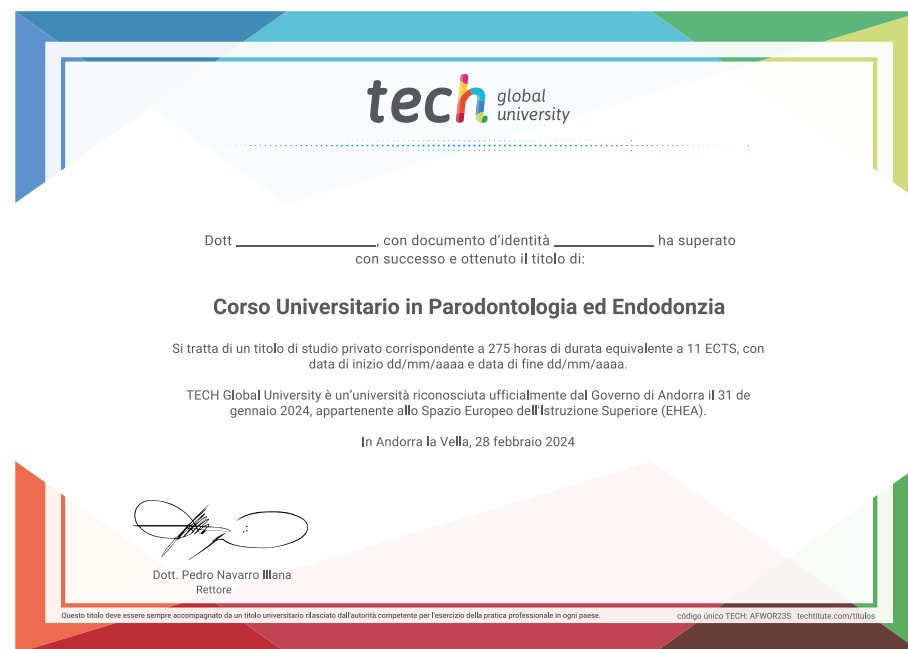 tech global university
Dott ____________, con documento d'identità ____________ ha superato
con successo e ottenuto il titolo di:
Corso Universitario in Parodontologia ed Endodonzia
Si tratta di un titolo di studio privato corrispondente a 275 horas di durata equivalente a 11 ECTS, con
data di inizio dd/mm/aaaa e data di fine dd/mm/aaaa.
TECH Global University è un'università riconosciuta ufficialmente dal Governo di Andorra il 31 de
gennaio 2024, appartenente allo Spazio Europeo dell'Istruzione Superiore (EHEA).
In Andorra la Vella, 28 febbraio 2024
Dott. Pedro Navarro Illana
Rettore
Questo titolo deve essere sempre accompagnato da un titolo universitario rilasciato dall'autorità competente per l'esercizio della pratica professionale in ogni paese.
código único TECH: AFWOR23S techtitute.com/titulos